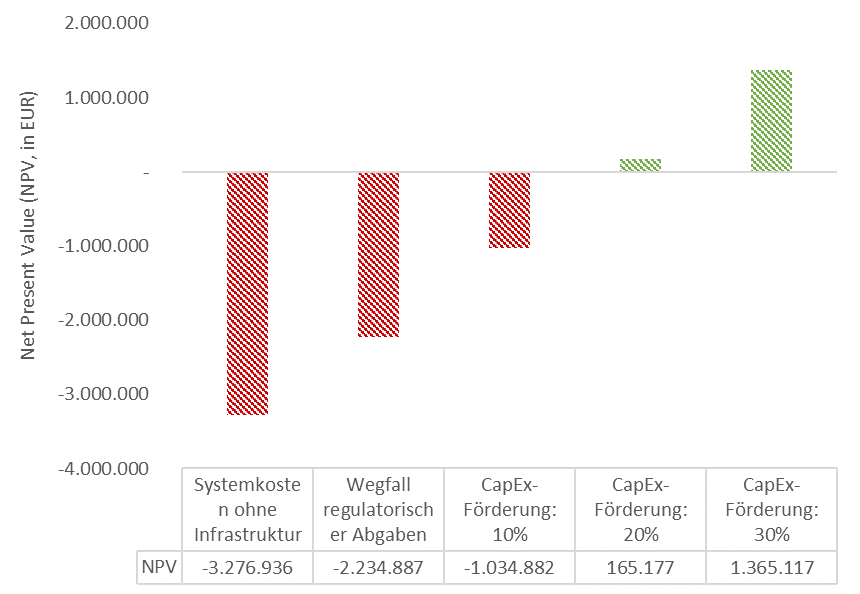 2.000.000
1.000.000
-
-1.000.000
-2.000.000
-3.000.000
-4.000.000
Net Present Value (NPV, in EUR)
Systemkoste
n ohne
Infrastruktur
Wegfall
regulatorisch
er Abgaben
CapEx-
Förderung:
10%
CapEx-
Förderung:
20%
CapEx-
Förderung:
30%
NPV -3.276.936 -2.234.887 -1.034.882 165.177 1.365.117